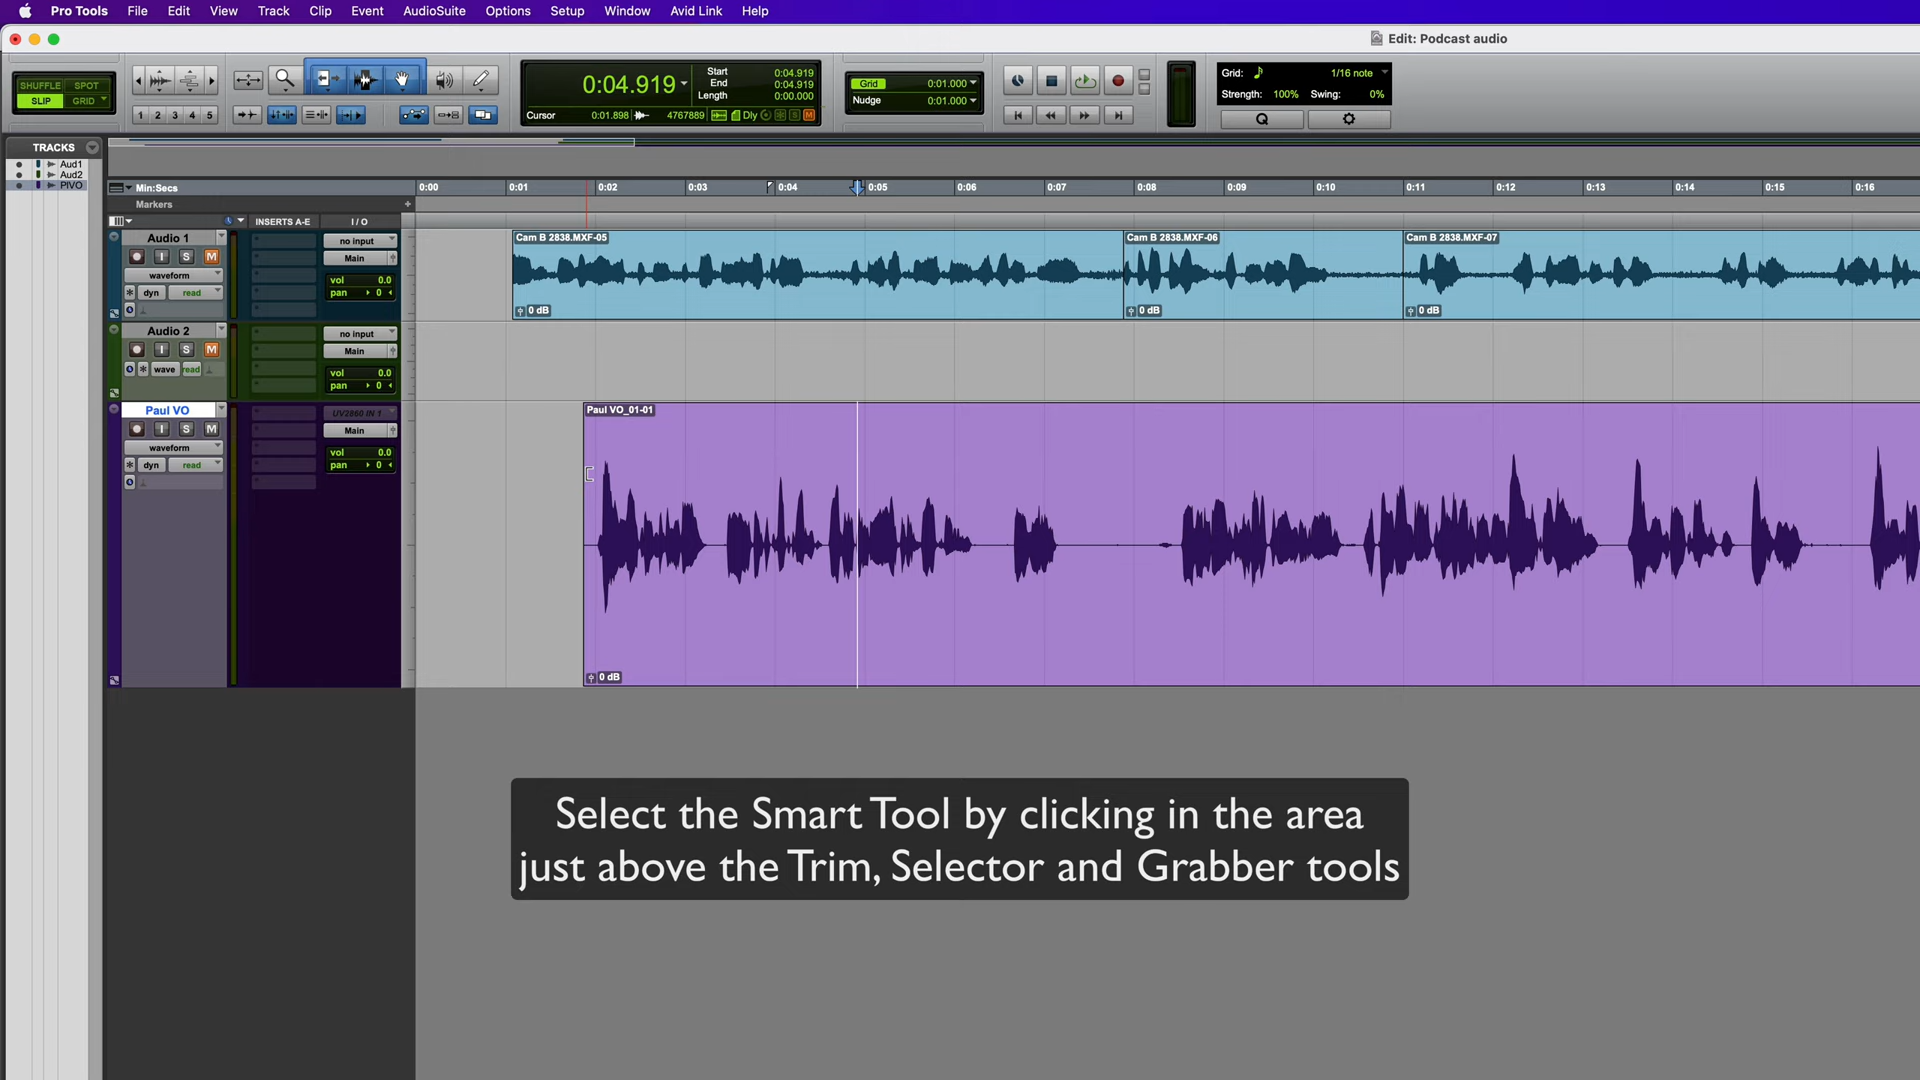 Pro Tools File Edit View Track Clip Event AudioSuite Options Setup Window Avid Link Help
Edit: Podcast audio
SHUFFLE SPOT
SLIP GRID
1 2 3 4 5
0:04.919
Start 0:04.919
End 0:04.919
Length 0:00.000
Cursor 0:01.898 4767889 Dly
Grid 0:01.000
Nudge 0:01.000
Grid: 1/16 note
Strength: 100% Swing: 0%
Q
TRACKS
Aud1
Aud2
PlVO
Min:Secs 0:00 0:01 0:02 0:03 0:04 0:05 0:06 0:07 0:08 0:09 0:10 0:11 0:12 0:13 0:14 0:15 0:16
Markers
INSERTS A-E I / O
Audio 1
I S M
waveform
dyn read
no input
Main
vol 0.0
pan 0
Cam B 2838.MXF-05 Cam B 2838.MXF-06 Cam B 2838.MXF-07
0 dB 0 dB 0 dB
Audio 2
I S M
wave read
no input
Main
vol 0.0
pan 0
Paul VO
I S M
waveform
dyn read
UV2860 IN 1
Main
vol 0.0
pan 0
Paul VO_01-01
0 dB
Select the Smart Tool by clicking in the area
just above the Trim, Selector and Grabber tools